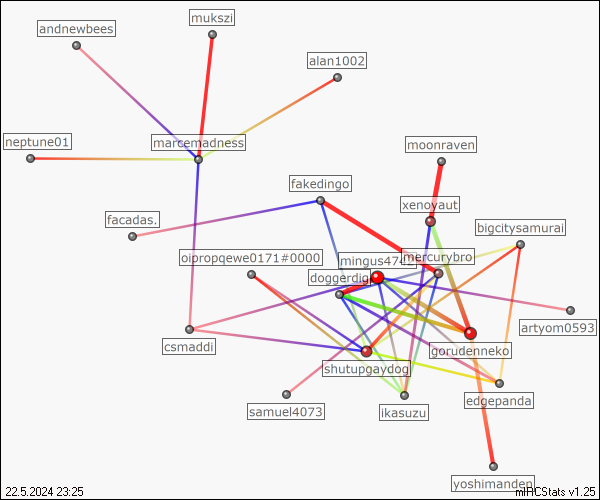 mukszi
andnewbees
alan1002
neptune01
marcemadness
moonraven
fakedingo
xenoyaut
facadas.
bigcitysamurai
oipropqewe0171#0000
mercurybro
doggerdig
artyom0593
csmaddi
gorudenneko
shutupgaydog
edgepanda
samuel4073
ikasuzu
yoshimanden
22.5.2024 23:25
mIRCStats v1.25